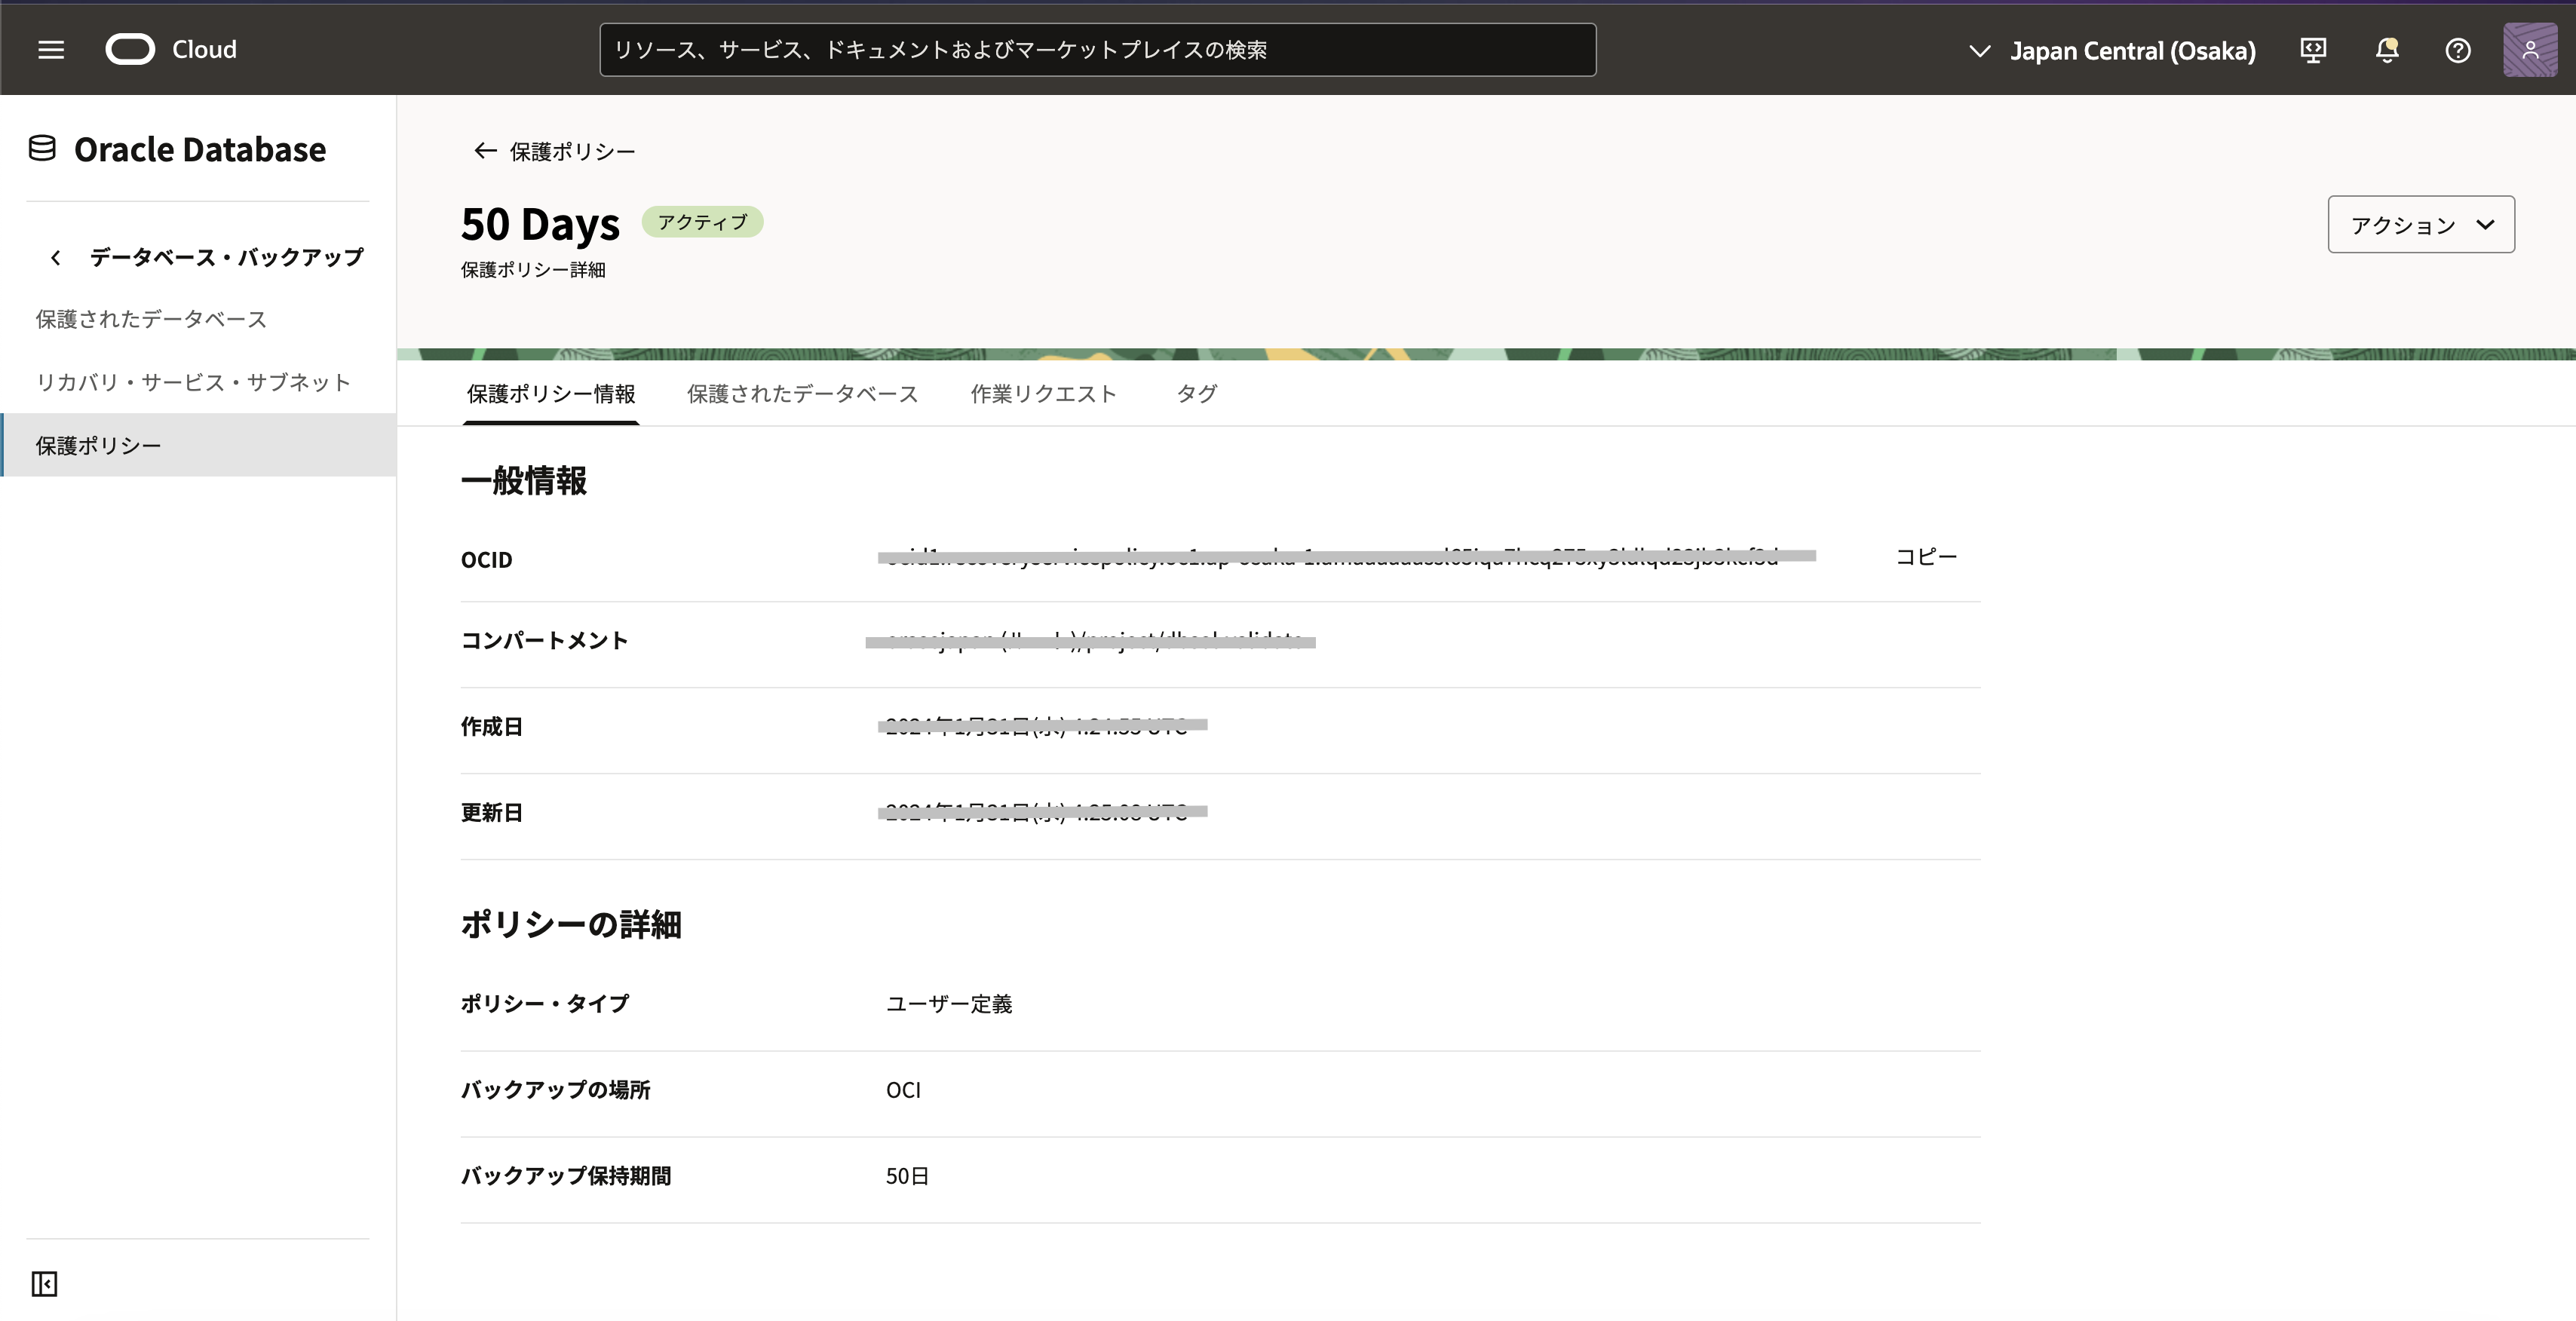 Cloud
リソース、サービス、ドキュメントおよびマーケットプレイスの検索
Japan Central (Osaka)
Oracle Database
データベース・バックアップ
保護されたデータベース
リカバリ・サービス・サブネット
保護ポリシー
保護ポリシー
50 Days
アクティブ
保護ポリシー詳細
アクション
保護ポリシー情報
保護されたデータベース
作業リクエスト
タグ
一般情報
OCID
コピー
コンパートメント
作成日
更新日
ポリシーの詳細
ポリシー・タイプ
ユーザー定義
バックアップの場所
OCI
バックアップ保持期間
50日